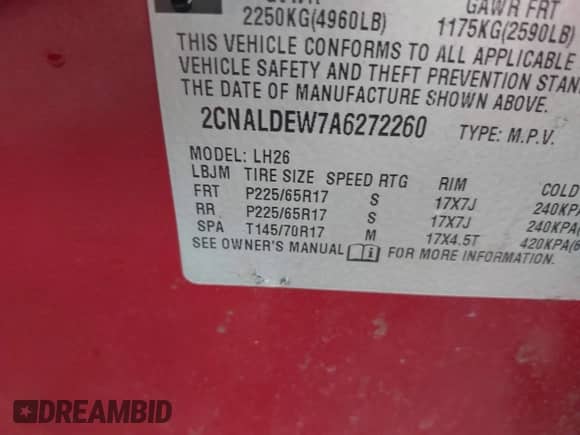 2250KG(4960LB)
GAWR FRT
1175KG(2590LB)
THIS VEHICLE CONFORMS TO ALL APPLICABLE
VEHICLE SAFETY AND THEFT PREVENTION STAN
THE DATE OF MANUFACTURE SHOWN ABOVE.
2CNALDEW7A6272260 TYPE: M.P.V.
MODEL: LH26
LBJM TIRE SIZE SPEED RTG RIM COLD
FRT P225/65R17 S 17X7J 240KPA
RR P225/65R17 S 17X7J 240KPA(
SPA T145/70R17 M 17X4.5T 420KPA(6
SEE OWNER'S MANUAL i FOR MORE INFORMATION.
DREAMBID